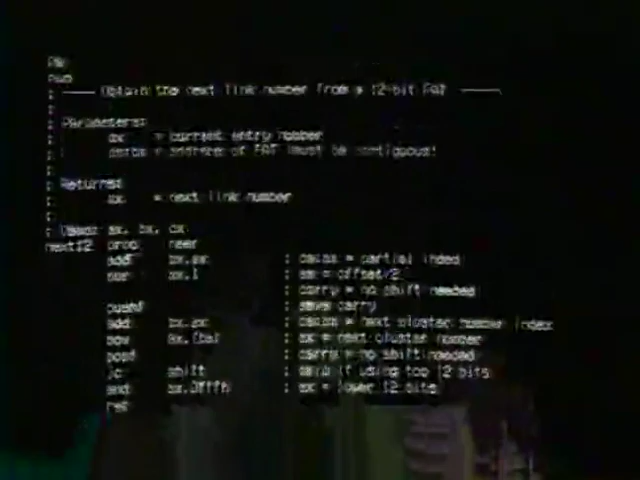 ; —— Obtain the next link number from a 12-bit FAT ——
;
; Parameters:
; ax = current entry number
; ds:bx = address of FAT (must be contiguous)
;
; Returns:
; ax = next link number
;
; Uses: ax, bx, cx
next12 proc near
add bx,ax ; ds:bx = partial index
shr ax,1 ; ax = offset/2
; carry = no shift needed
pushf ; save carry
add bx,ax ; ds:bx = next cluster number index
mov ax,[bx] ; ax = next cluster number
popf ; carry = no shift needed
jc shift ; skip if using top 12 bits
and ax,0fffh ; ax = lower 12 bits
ret